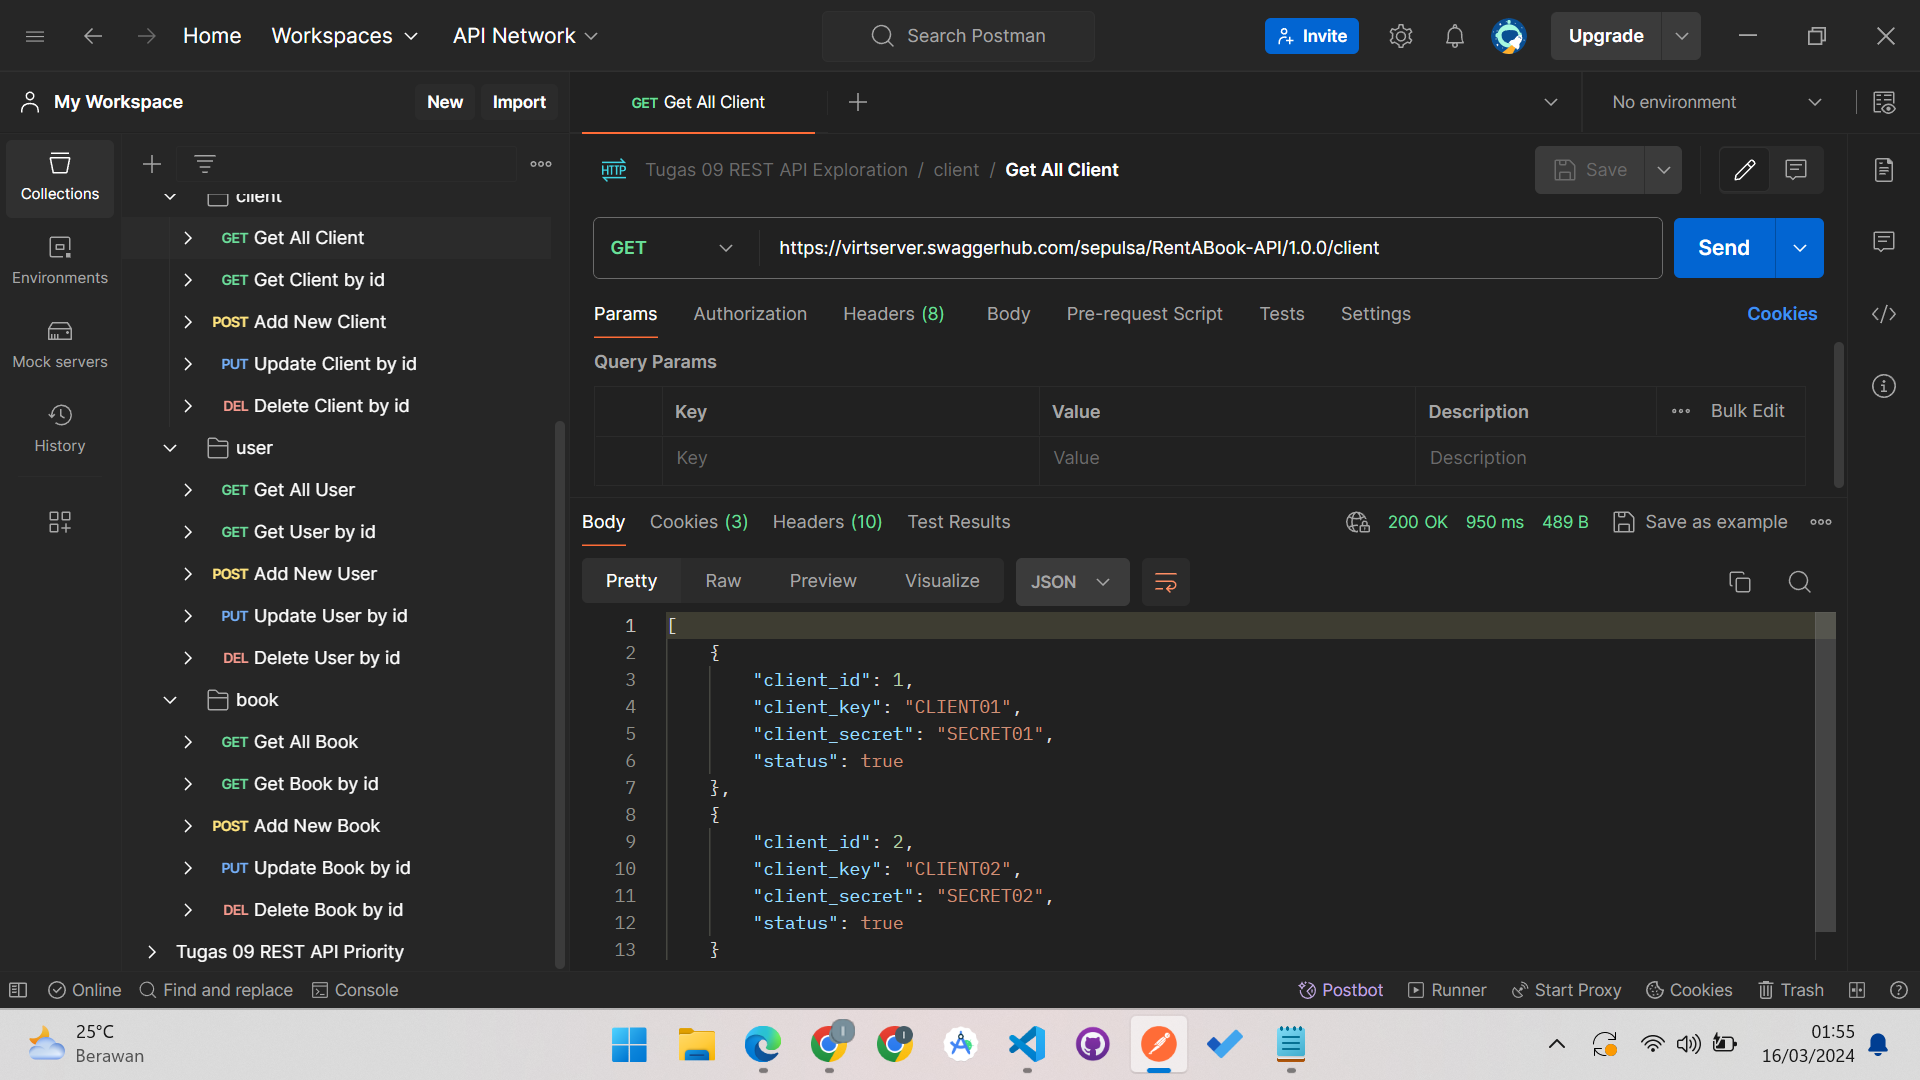 Home Workspaces API Network Search Postman Invite Upgrade
My Workspace New Import GET Get All Client No environment
Collections
Environments
Mock servers
History
client
GET Get All Client
GET Get Client by id
POST Add New Client
PUT Update Client by id
DEL Delete Client by id
user
GET Get All User
GET Get User by id
POST Add New User
PUT Update User by id
DEL Delete User by id
book
GET Get All Book
GET Get Book by id
POST Add New Book
PUT Update Book by id
DEL Delete Book by id
Tugas 09 REST API Priority
HTTP Tugas 09 REST API Exploration / client / Get All Client Save
GET https://virtserver.swaggerhub.com/sepulsa/RentABook-API/1.0.0/client Send
Params Authorization Headers (8) Body Pre-request Script Tests Settings Cookies
Query Params
Key Value Description Bulk Edit
Key Value Description
Body Cookies (3) Headers (10) Test Results 200 OK 950 ms 489 B Save as example
Pretty Raw Preview Visualize JSON
1 [
2 {
3 "client_id": 1,
4 "client_key": "CLIENT01",
5 "client_secret": "SECRET01",
6 "status": true
7 },
8 {
9 "client_id": 2,
10 "client_key": "CLIENT02",
11 "client_secret": "SECRET02",
12 "status": true
13 }
Online Find and replace Console Postbot Runner Start Proxy Cookies Trash
25°C
Berawan
01:55
16/03/2024